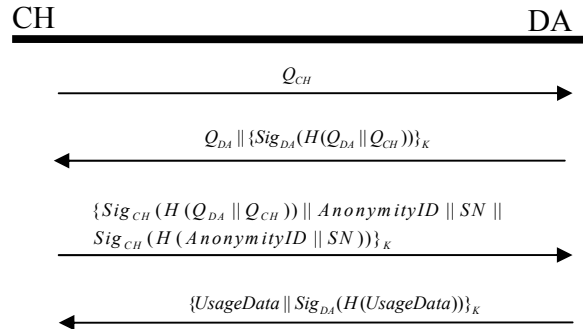 CH DA
Q_CH
Q_DA || {Sig_DA(H(Q_DA || Q_CH))}_K
{Sig_CH(H(Q_DA || Q_CH)) || AnonymityID || SN ||
Sig_CH(H(AnonymityID || SN))}_K
{UsageData || Sig_DA(H(UsageData))}_K